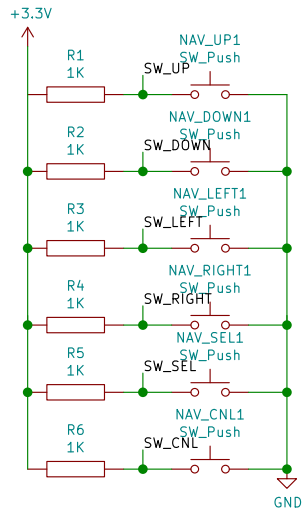 +3.3V
R1
1K
SW_UP
NAV_UP1
SW_Push
R2
1K
SW_DOWN
NAV_DOWN1
SW_Push
R3
1K
SW_LEFT
NAV_LEFT1
SW_Push
R4
1K
SW_RIGHT
NAV_RIGHT1
SW_Push
R5
1K
SW_SEL
NAV_SEL1
SW_Push
R6
1K
SW_CNL
NAV_CNL1
SW_Push
GND